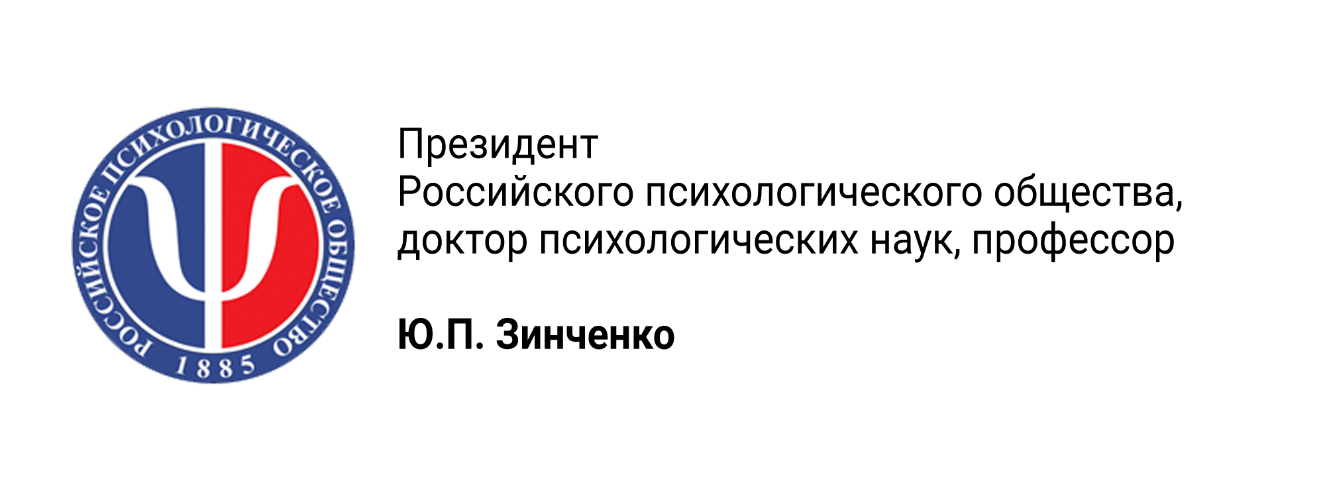 РОССИЙСКОЕ ПСИХОЛОГИЧЕСКОЕ ОБЩЕСТВО
1885
Президент
Российского психологического общества,
доктор психологических наук, профессор
Ю.П. Зинченко